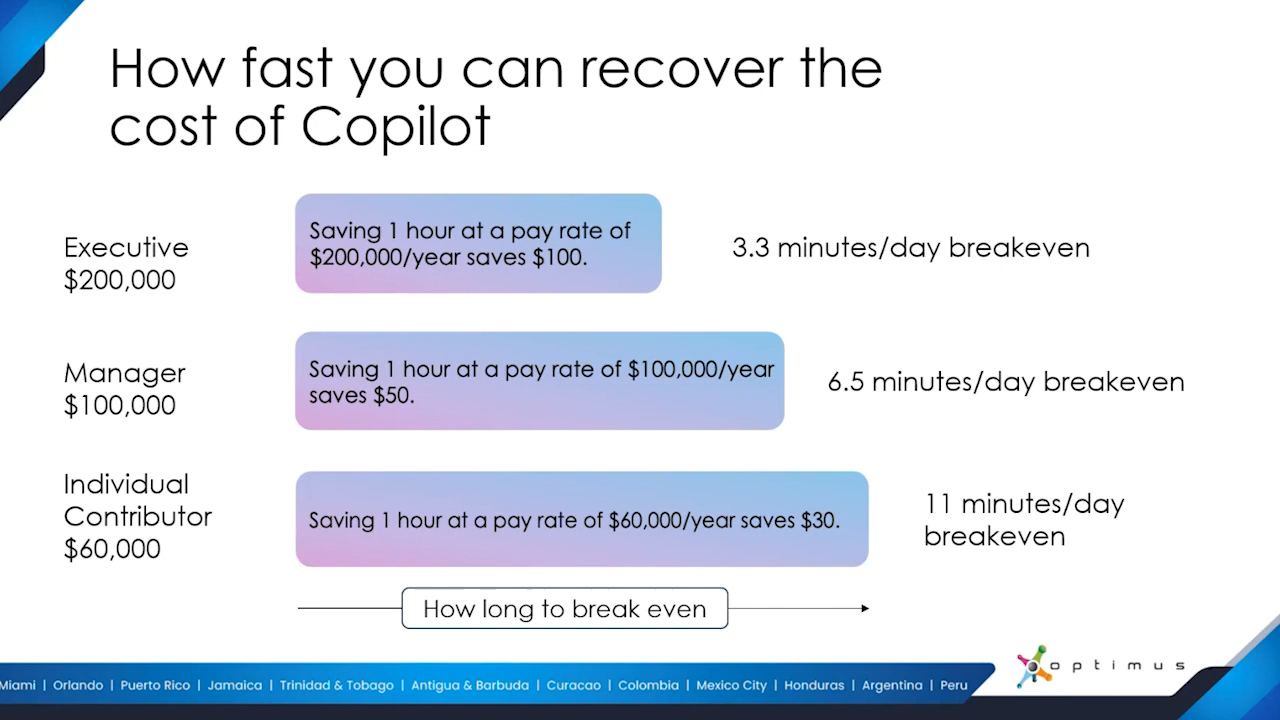 How fast you can recover the
cost of Copilot
Executive
$200,000
Saving 1 hour at a pay rate of
$200,000/year saves $100.
3.3 minutes/day breakeven
Manager
$100,000
Saving 1 hour at a pay rate of $100,000/year
saves $50.
6.5 minutes/day breakeven
Individual
Contributor
$60,000
Saving 1 hour at a pay rate of $60,000/year saves $30.
11 minutes/day
breakeven
How long to break even
optimus
Miami | Orlando | Puerto Rico | Jamaica | Trinidad & Tobago | Antigua & Barbuda | Curacao | Colombia | Mexico City | Honduras | Argentina | Peru